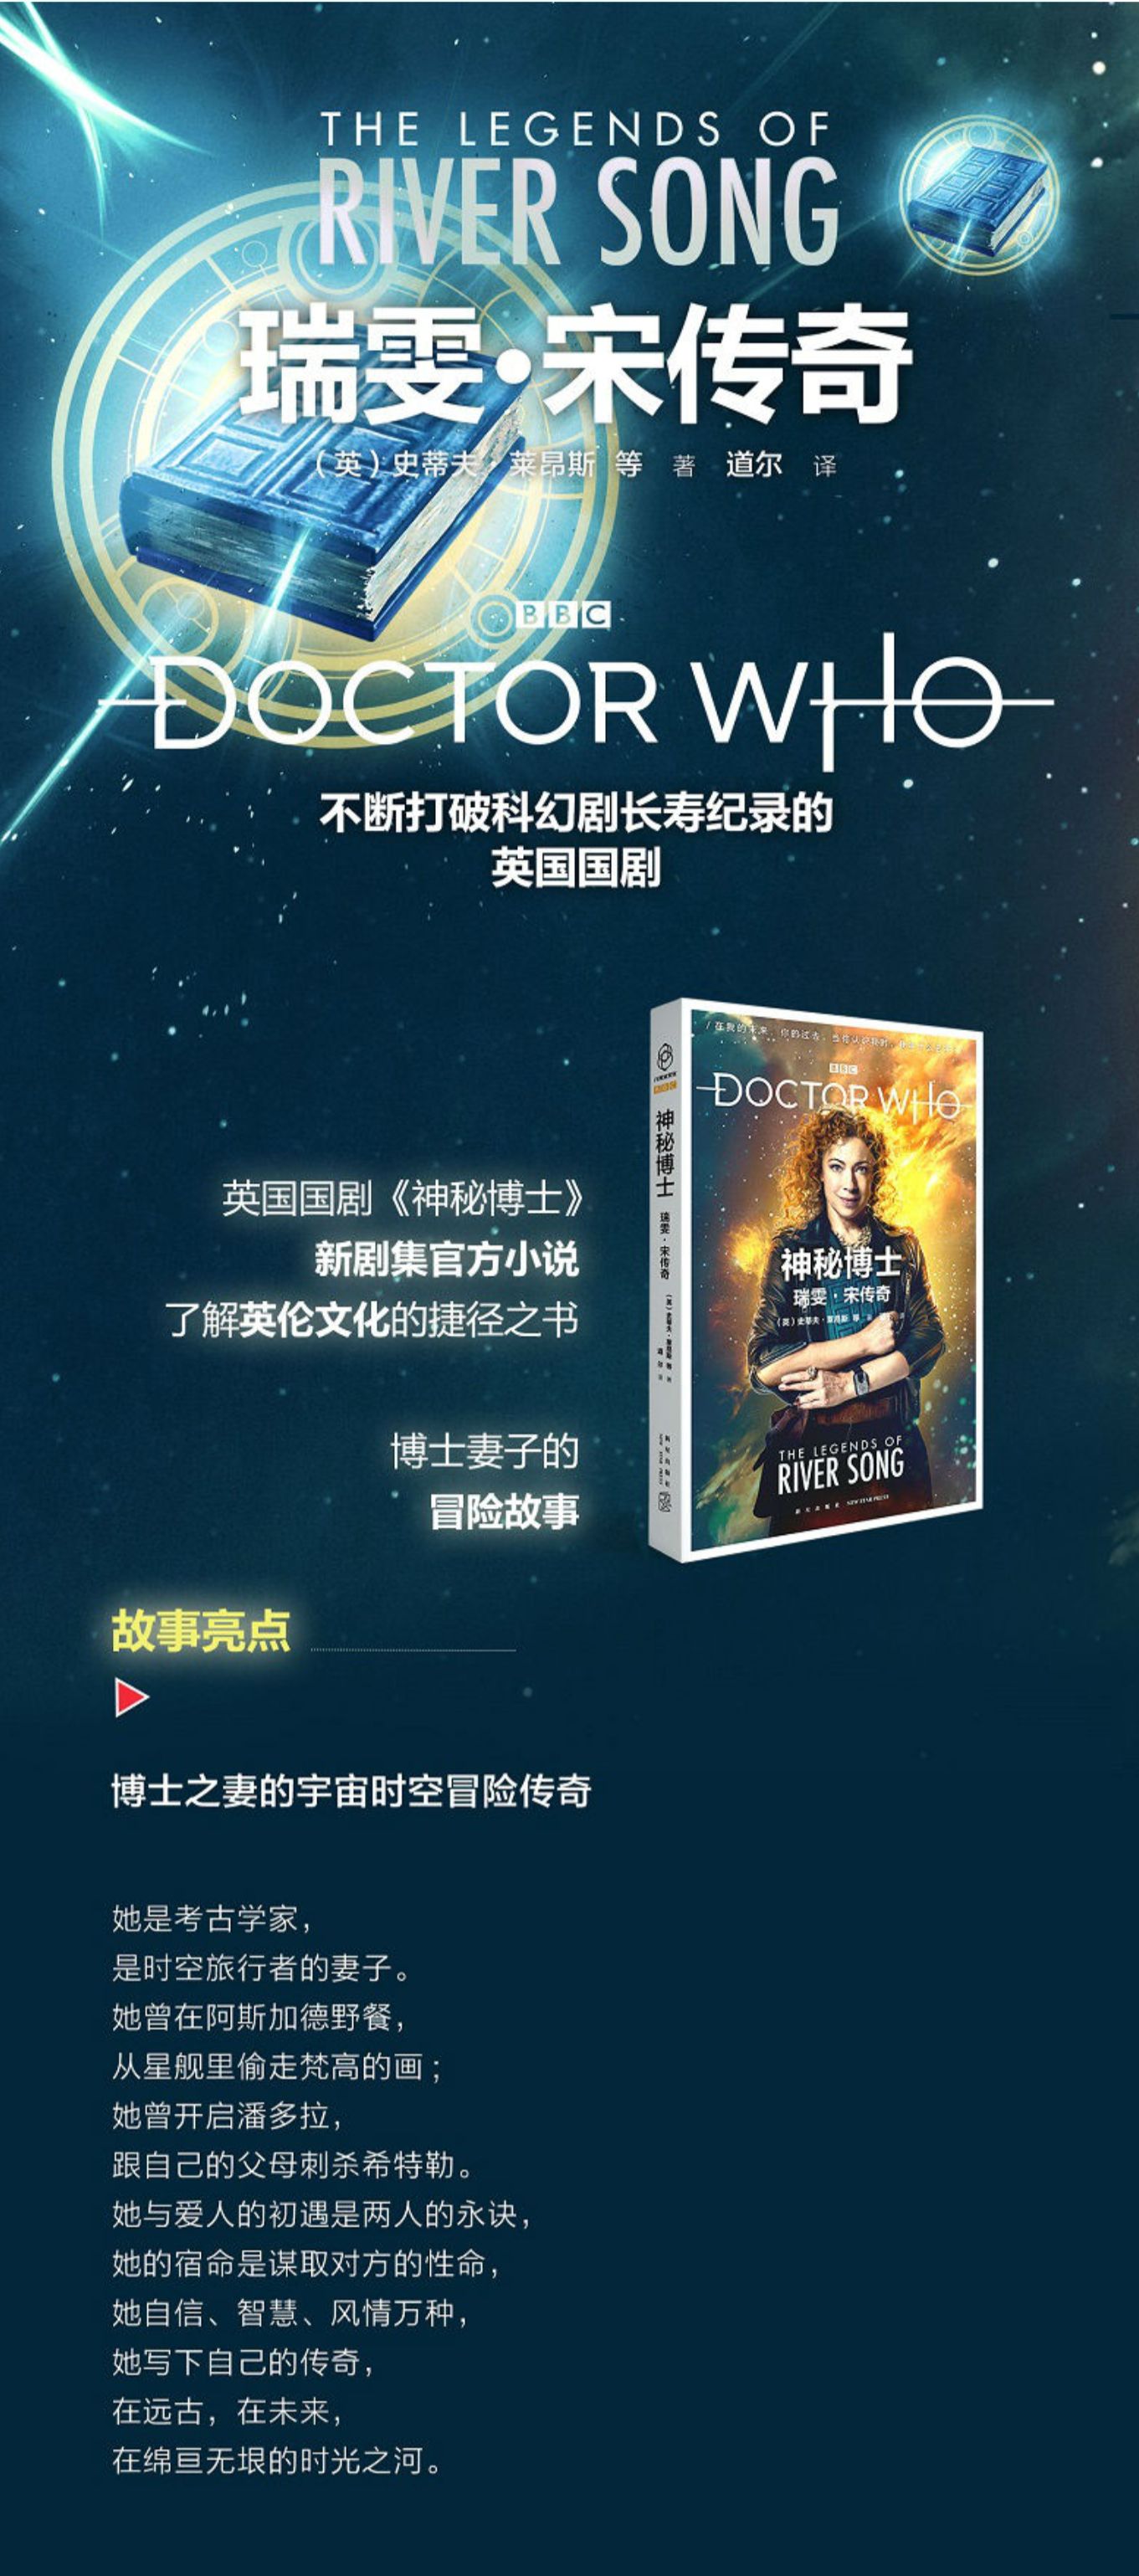 THE LEGENDS OF
RIVER SONG
瑞雯·宋传奇
（英）史蒂夫·莱昂斯 等 著 道尔 译
BBC
DOCTOR WHO
不断打破科幻剧长寿纪录的
英国国剧
英国国剧《神秘博士》
新剧集官方小说
了解英伦文化的捷径之书
博士妻子的
冒险故事
神秘博士
瑞雯·宋传奇
BBC
DOCTOR WHO
神秘博士
瑞雯·宋传奇
（英）史蒂夫·莱昂斯 等
THE LEGENDS OF
RIVER SONG
故事亮点
博士之妻的宇宙时空冒险传奇
她是考古学家，
是时空旅行者的妻子。
她曾在阿斯加德野餐，
从星舰里偷走梵高的画；
她曾开启潘多拉，
跟自己的父母刺杀希特勒。
她与爱人的初遇是两人的永诀，
她的宿命是谋取对方的性命，
她自信、智慧、风情万种，
她写下自己的传奇，
在远古，在未来，
在绵亘无垠的时光之河。